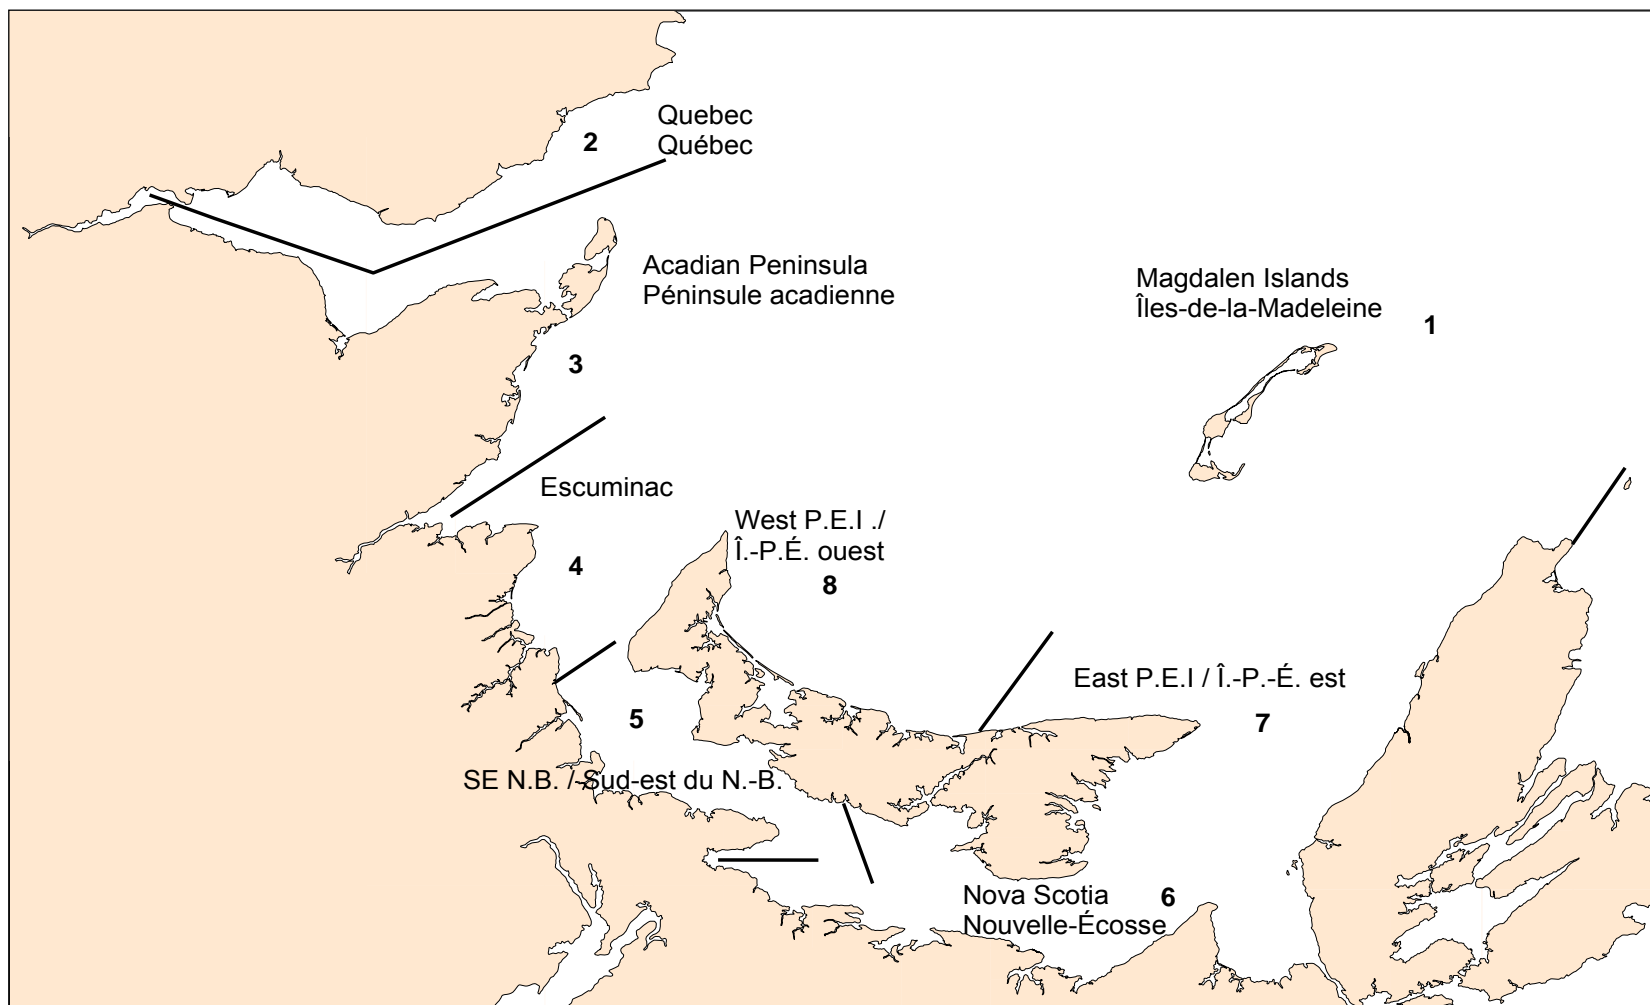 Quebec
2
Québec
Acadian Peninsula
Péninsule acadienne
Magdalen Islands
Îles-de-la-Madeleine
1
3
Escuminac
West P.E.I ./
Î.-P.É. ouest
4
8
East P.E.I / Î.-P.-É. est
5
7
SE N.B. / Sud-est du N.-B.
Nova Scotia
6
Nouvelle-Écosse